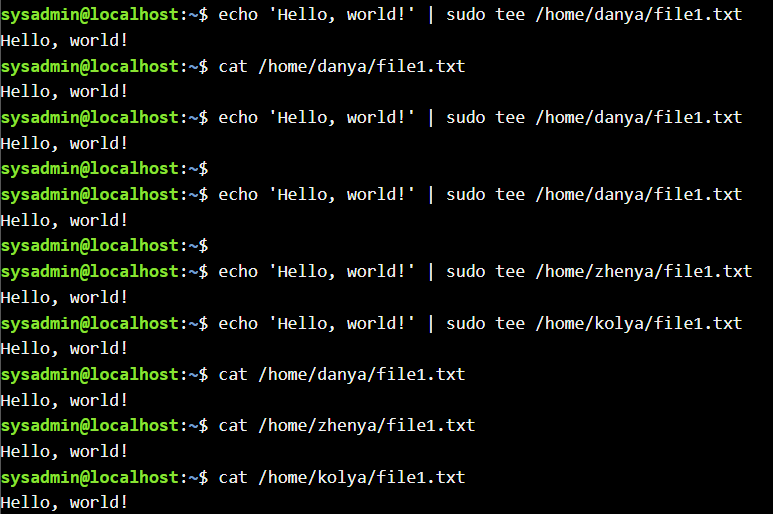 sysadmin@localhost:~$ echo 'Hello, world!' | sudo tee /home/danya/file1.txt
Hello, world!
sysadmin@localhost:~$ cat /home/danya/file1.txt
Hello, world!
sysadmin@localhost:~$ echo 'Hello, world!' | sudo tee /home/danya/file1.txt
Hello, world!
sysadmin@localhost:~$
sysadmin@localhost:~$ echo 'Hello, world!' | sudo tee /home/danya/file1.txt
Hello, world!
sysadmin@localhost:~$
sysadmin@localhost:~$ echo 'Hello, world!' | sudo tee /home/zhenya/file1.txt
Hello, world!
sysadmin@localhost:~$ echo 'Hello, world!' | sudo tee /home/kolya/file1.txt
Hello, world!
sysadmin@localhost:~$ cat /home/danya/file1.txt
Hello, world!
sysadmin@localhost:~$ cat /home/zhenya/file1.txt
Hello, world!
sysadmin@localhost:~$ cat /home/kolya/file1.txt
Hello, world!